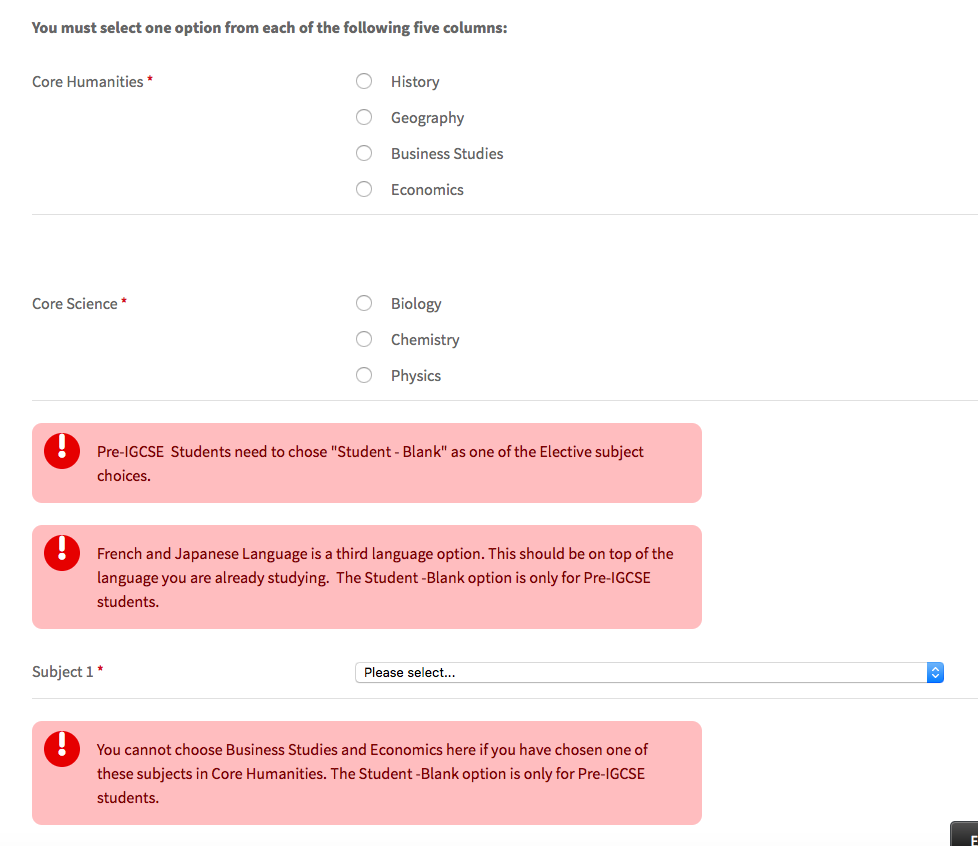 You must select one option from each of the following five columns:
Core Humanities *
History
Geography
Business Studies
Economics
Core Science *
Biology
Chemistry
Physics
Pre-IGCSE  Students need to chose "Student - Blank" as one of the Elective subject
choices.
French and Japanese Language is a third language option. This should be on top of the
language you are already studying.  The Student -Blank option is only for Pre-IGCSE
students.
Subject 1 *
Please select...
You cannot choose Business Studies and Economics here if you have chosen one of
these subjects in Core Humanities. The Student -Blank option is only for Pre-IGCSE
students.